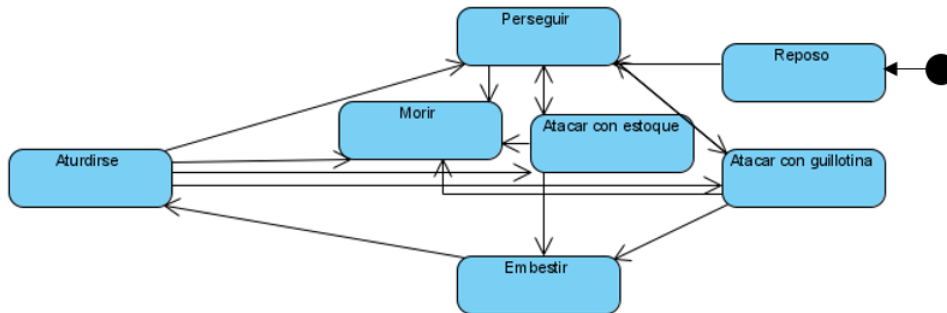 Perseguir
Reposo
Morir
Atacar con estoque
Aturdirse
Atacar con guillotina
Embestir